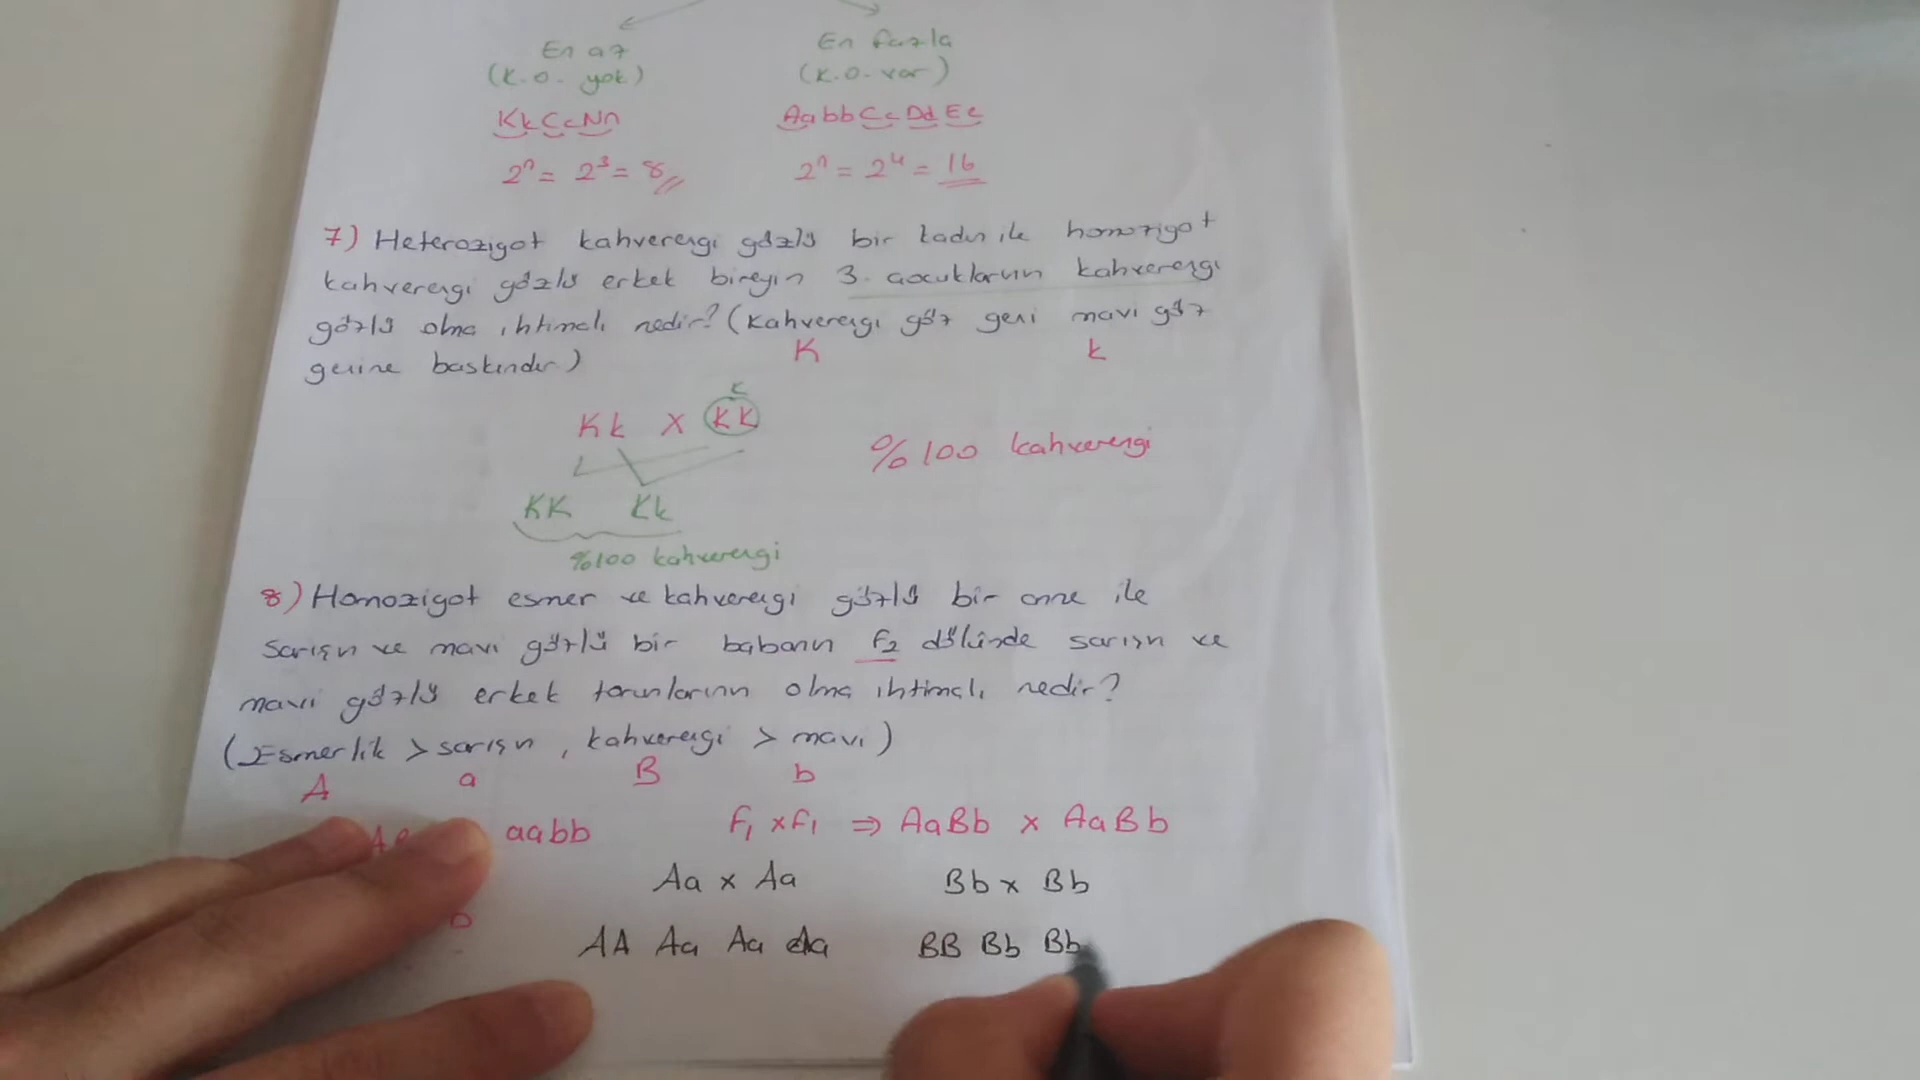 En az
(K.O. yok)
KkCcNn
2ⁿ = 2³ = 8
En fazla
(K.O. var)
AabbCcDdEe
2ⁿ = 2⁴ = 16
7) Heterozigot kahverengi gözlü bir kadın ile homozigot
kahverengi gözlü erkek bireyin 3. çocuklarının kahverengi
gözlü olma ihtimali nedir? (Kahverengi göz geni mavi göz
K k
genine baskındır)
K
Kk X KK
%100 kahverengi
KK Kk
%100 kahverengi
8) Homozigot esmer ve kahverengi gözlü bir anne ile
sarışın ve mavi gözlü bir babanın F2 dölünde sarışın ve
mavi gözlü erkek torunlarının olma ihtimali nedir?
(Esmerlik > sarışın, kahverengi > mavi)
A a B b
aabb F₁ x F₁ ⇒ AaBb x AaBb
Aa x Aa Bb x Bb
AA Aa Aa aa BB Bb Bb